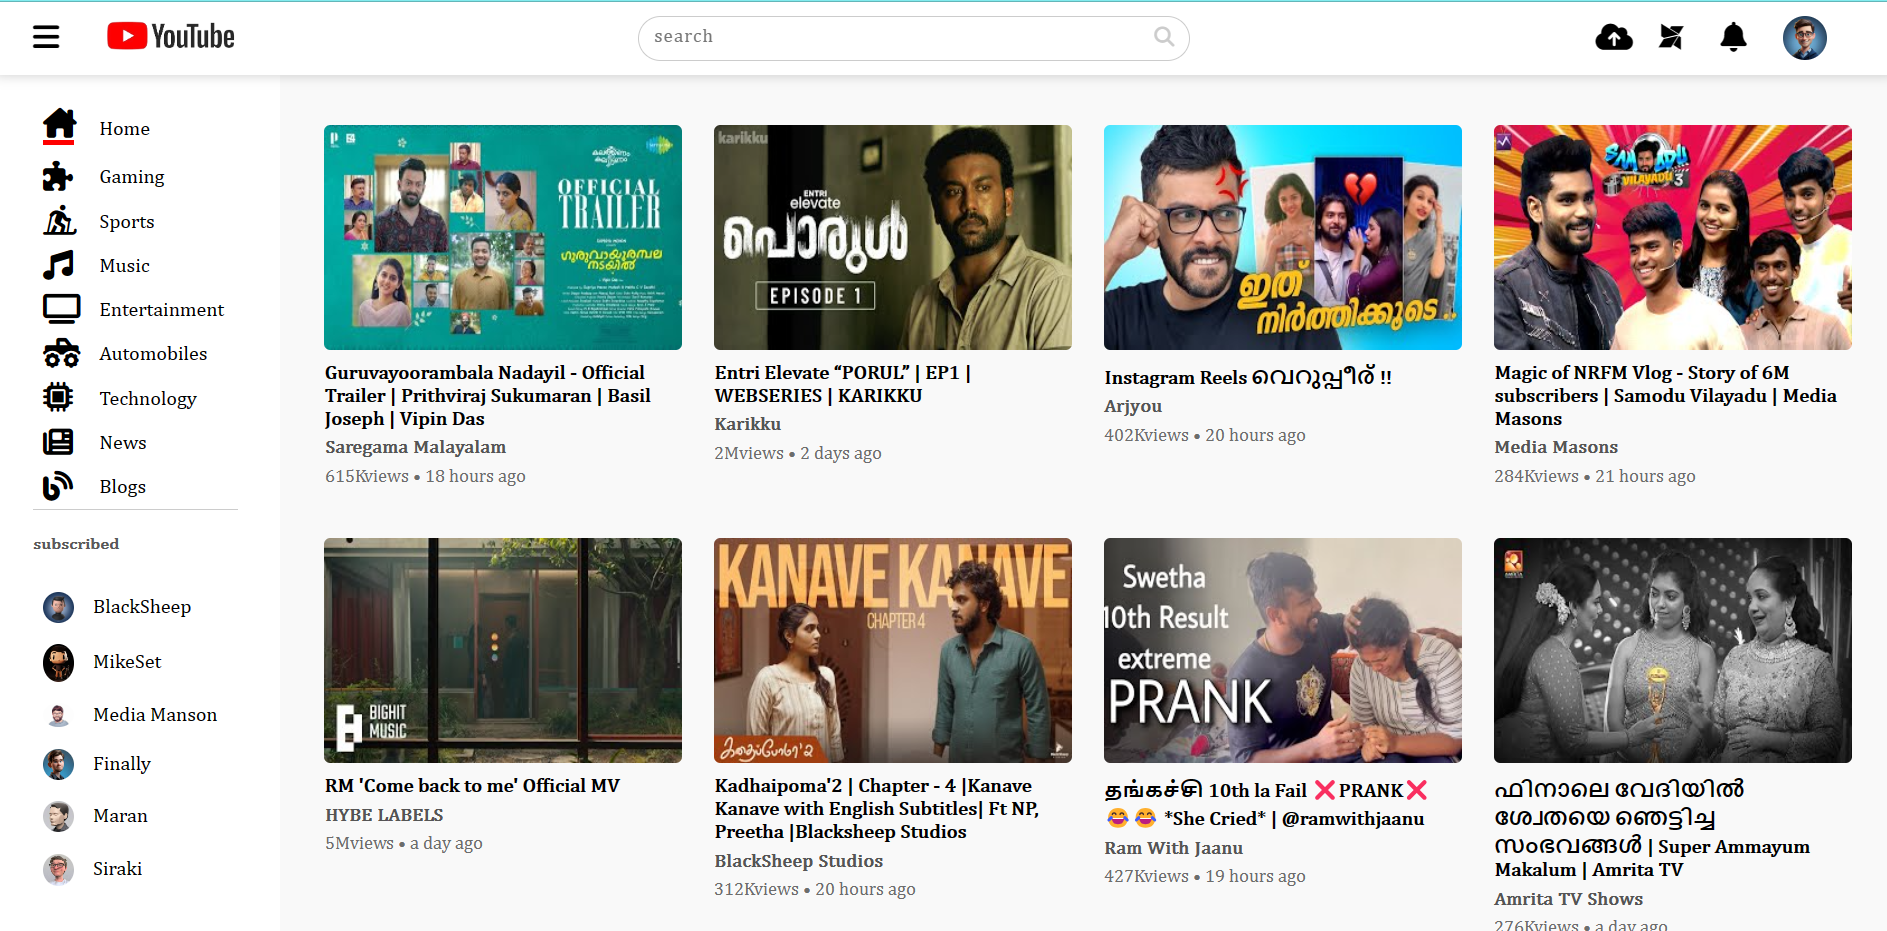 YouTube
search
Home
Gaming
Sports
Music
Entertainment
Automobiles
Technology
News
Blogs
subscribed
BlackSheep
MikeSet
Media Manson
Finally
Maran
Siraki
OFFICIAL
TRAILER
ഗുരുവായൂരമ്പല
നടയിൽ
Guruvayoorambala Nadayil - Official
Trailer | Prithviraj Sukumaran | Basil
Joseph | Vipin Das
Saregama Malayalam
615Kviews • 18 hours ago
karikku
ENTRI
elevate
പൊരുൾ
EPISODE 1
Entri Elevate “PORUL” | EP1 |
WEBSERIES | KARIKKU
Karikku
2Mviews • 2 days ago
ഇത്
നിർത്തിക്കൂടെ ..
Instagram Reels വെറുപ്പീര് !!
Arjyou
402Kviews • 20 hours ago
SAMODU
VILAYADU
3
Magic of NRFM Vlog - Story of 6M
subscribers | Samodu Vilayadu | Media
Masons
Media Masons
284Kviews • 21 hours ago
BIGHIT
MUSIC
RM 'Come back to me' Official MV
HYBE LABELS
5Mviews • a day ago
KANAVE KANAVE
CHAPTER 4
கதைப்போமா'2
Kadhaipoma'2 | Chapter - 4 |Kanave
Kanave with English Subtitles| Ft NP,
Preetha |Blacksheep Studios
BlackSheep Studios
312Kviews • 20 hours ago
Swetha
10th Result
extreme
PRANK
தங்கச்சி 10th la Fail ❌PRANK❌
😂😂 *She Cried* | @ramwithjaanu
Ram With Jaanu
427Kviews • 19 hours ago
AMRITA
ഫിനാലെ വേദിയിൽ
ശ്വേതയെ ഞെട്ടിച്ച
സംഭവങ്ങൾ | Super Ammayum
Makalum | Amrita TV
Amrita TV Shows
276Kviews • a day ago